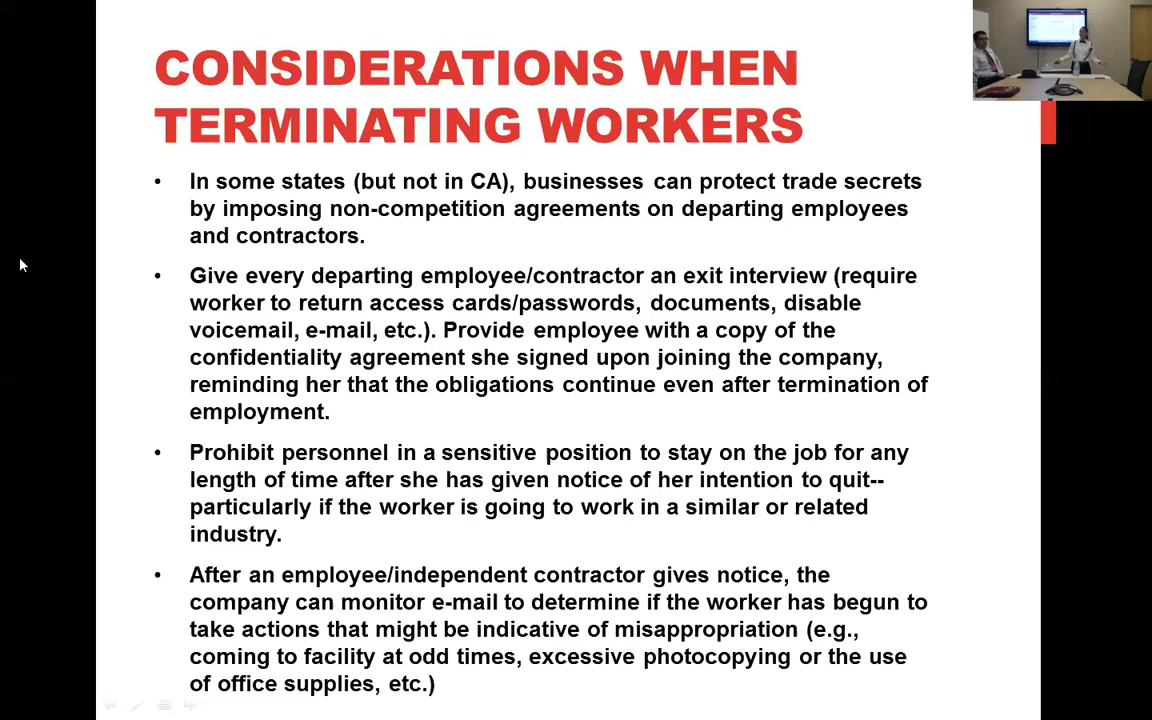 CONSIDERATIONS WHEN
TERMINATING WORKERS
• In some states (but not in CA), businesses can protect trade secrets
by imposing non-competition agreements on departing employees
and contractors.
• Give every departing employee/contractor an exit interview (require
worker to return access cards/passwords, documents, disable
voicemail, e-mail, etc.). Provide employee with a copy of the
confidentiality agreement she signed upon joining the company,
reminding her that the obligations continue even after termination of
employment.
• Prohibit personnel in a sensitive position to stay on the job for any
length of time after she has given notice of her intention to quit--
particularly if the worker is going to work in a similar or related
industry.
• After an employee/independent contractor gives notice, the
company can monitor e-mail to determine if the worker has begun to
take actions that might be indicative of misappropriation (e.g.,
coming to facility at odd times, excessive photocopying or the use
of office supplies, etc.)